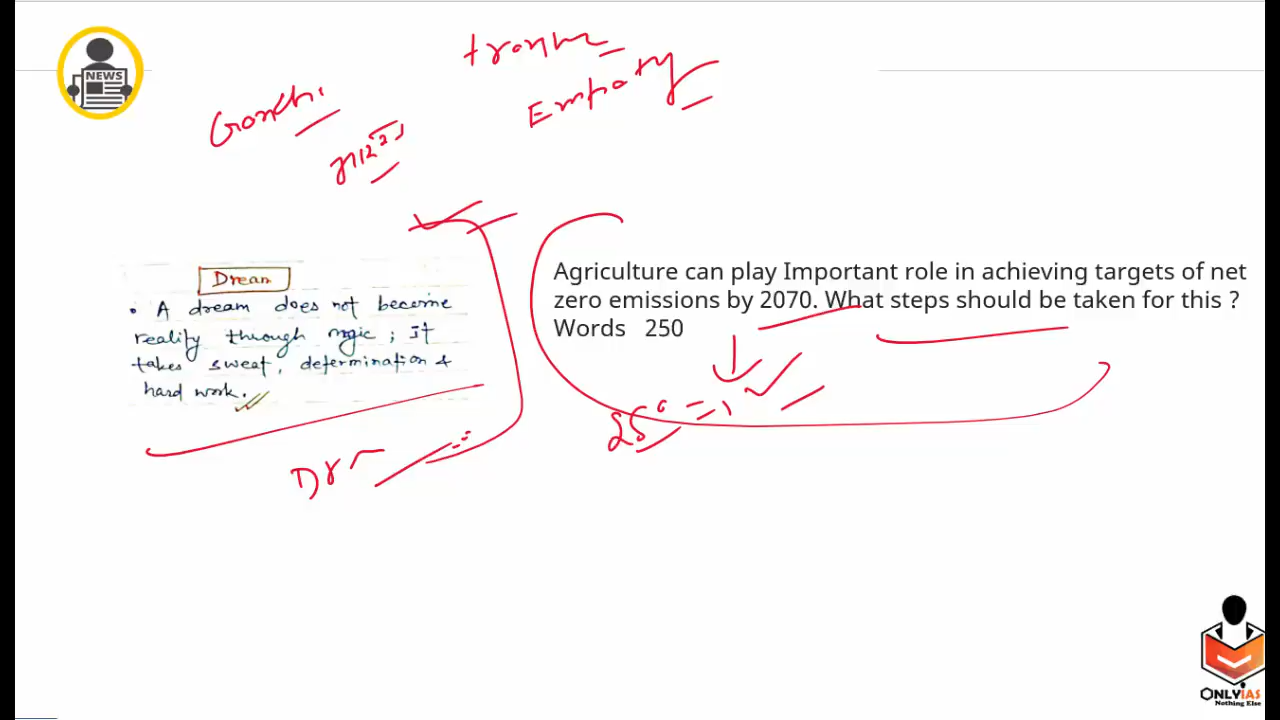 NEWS
Gandhi
Empaty
Dream
• A dream does not become
reality through magic; It
takes sweat, determination &
hard work.
Agriculture can play Important role in achieving targets of net
zero emissions by 2070. What steps should be taken for this ?
Words 250
ONLYIAS
Nothing Else